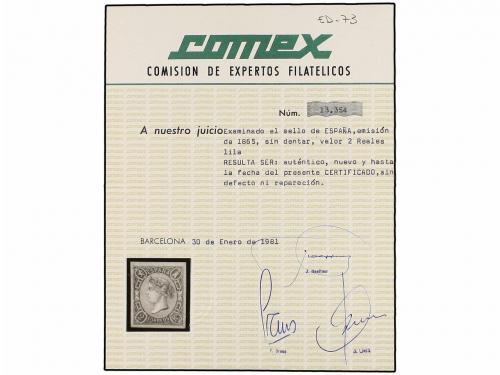 ED-73
comex
COMISION DE EXPERTOS FILATELICOS
Núm. 13.354
A nuestro juicio Examinado el sello de ESPAÑA, emisión
de 1865, sin dentar, valor 2 Reales
lila
RESULTA SER: auténtico, nuevo y hasta
la fecha del presente CERTIFICADO, sin
defecto ni reparación.
BARCELONA 30 de Enero de 1981
ESPAÑA